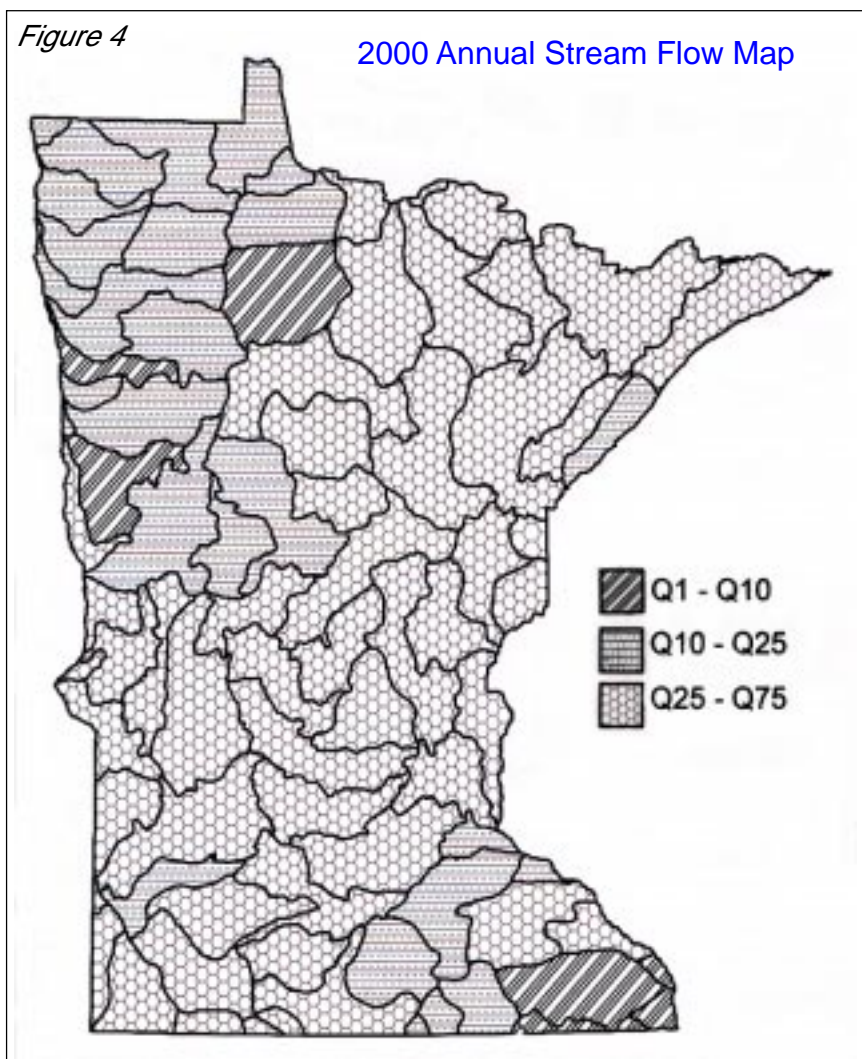 Figure 4
2000 Annual Stream Flow Map
Q1 - Q10
Q10 - Q25
Q25 - Q75